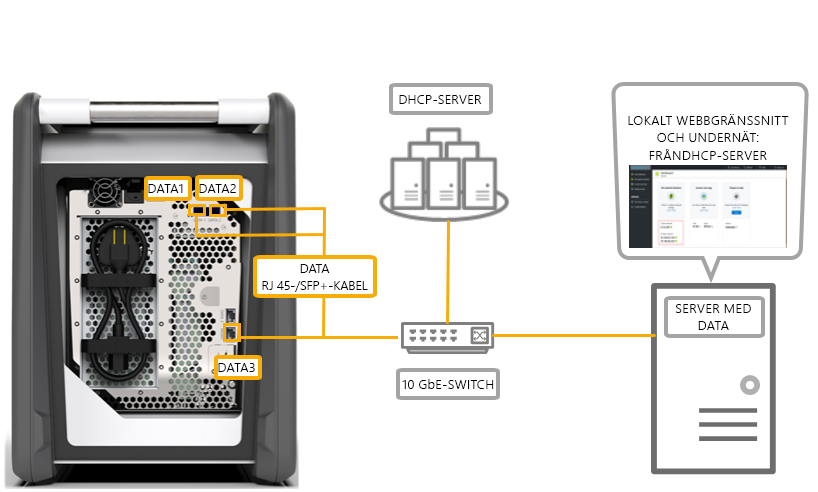 DHCP-SERVER
LOKALT WEBBGRÄNSSNITT
OCH UNDERNÄT:
FRÅNDHCP-SERVER
DATA1
DATA2
DATA
RJ 45-/SFP+-KABEL
SERVER MED
DATA
DATA3
10 GbE-SWITCH